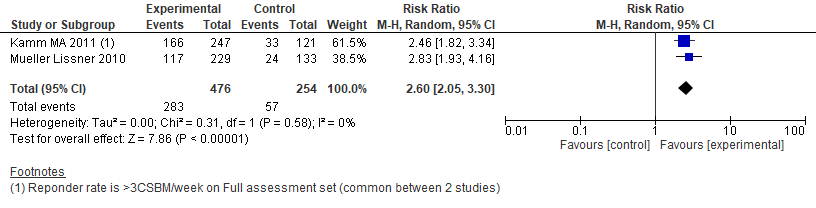 Experimental Control Risk Ratio Risk Ratio
Study or Subgroup Events Total Events Total Weight M-H, Random, 95% CI M-H, Random, 95% CI
Kamm MA 2011 (1) 166 247 33 121 61.5% 2.46 [1.82, 3.34]
Mueller Lissner 2010 117 229 24 133 38.5% 2.83 [1.93, 4.16]
Total (95% CI) 476 254 100.0% 2.60 [2.05, 3.30]
Total events 283 57
Heterogeneity: Tau² = 0.00; Chi² = 0.31, df = 1 (P = 0.58); I² = 0%
Test for overall effect: Z = 7.86 (P < 0.00001)
0.01 0.1 1 10 100
Favours [control] Favours [experimental]
Footnotes
(1) Reponder rate is >3CSBM/week on Full assessment set (common between 2 studies)